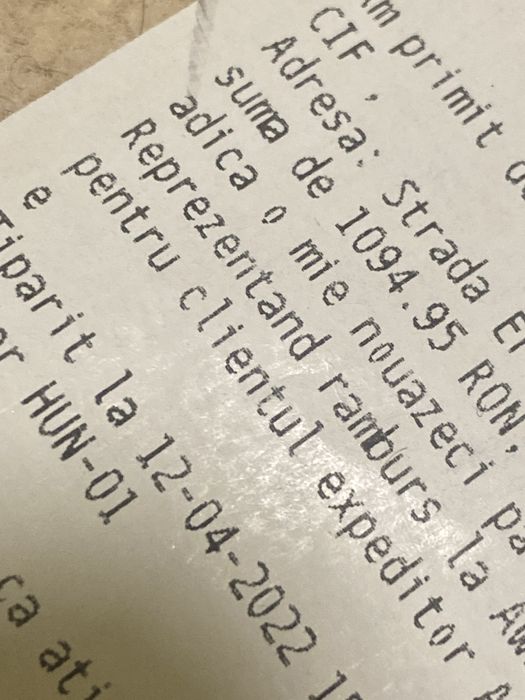 primit
CIF ,
Adresa: Strada
suma de 1094.95 RON,
adica o mie nouazeci
Reprezentand ramburs la
pentru clientul expeditor
e
Tiparit la 12-04-2022
HUN-01
ati